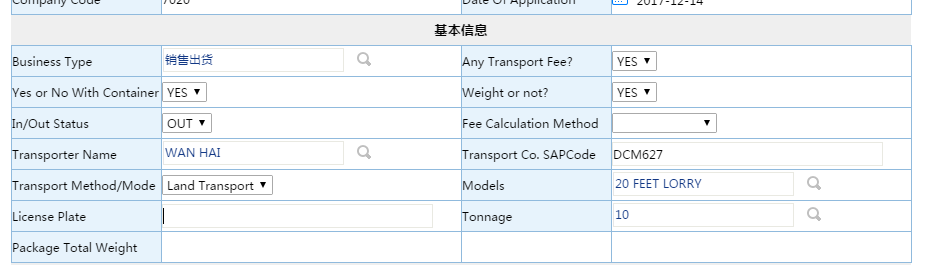 Company Code 7020 Date Of Application 2017-12-14
基本信息
Business Type 销售出货 Any Transport Fee? YES
Yes or No With Container YES Weight or not? YES
In/Out Status OUT Fee Calculation Method
Transporter Name WAN HAI Transport Co. SAPCode DCM627
Transport Method/Mode Land Transport Models 20 FEET LORRY
License Plate Tonnage 10
Package Total Weight